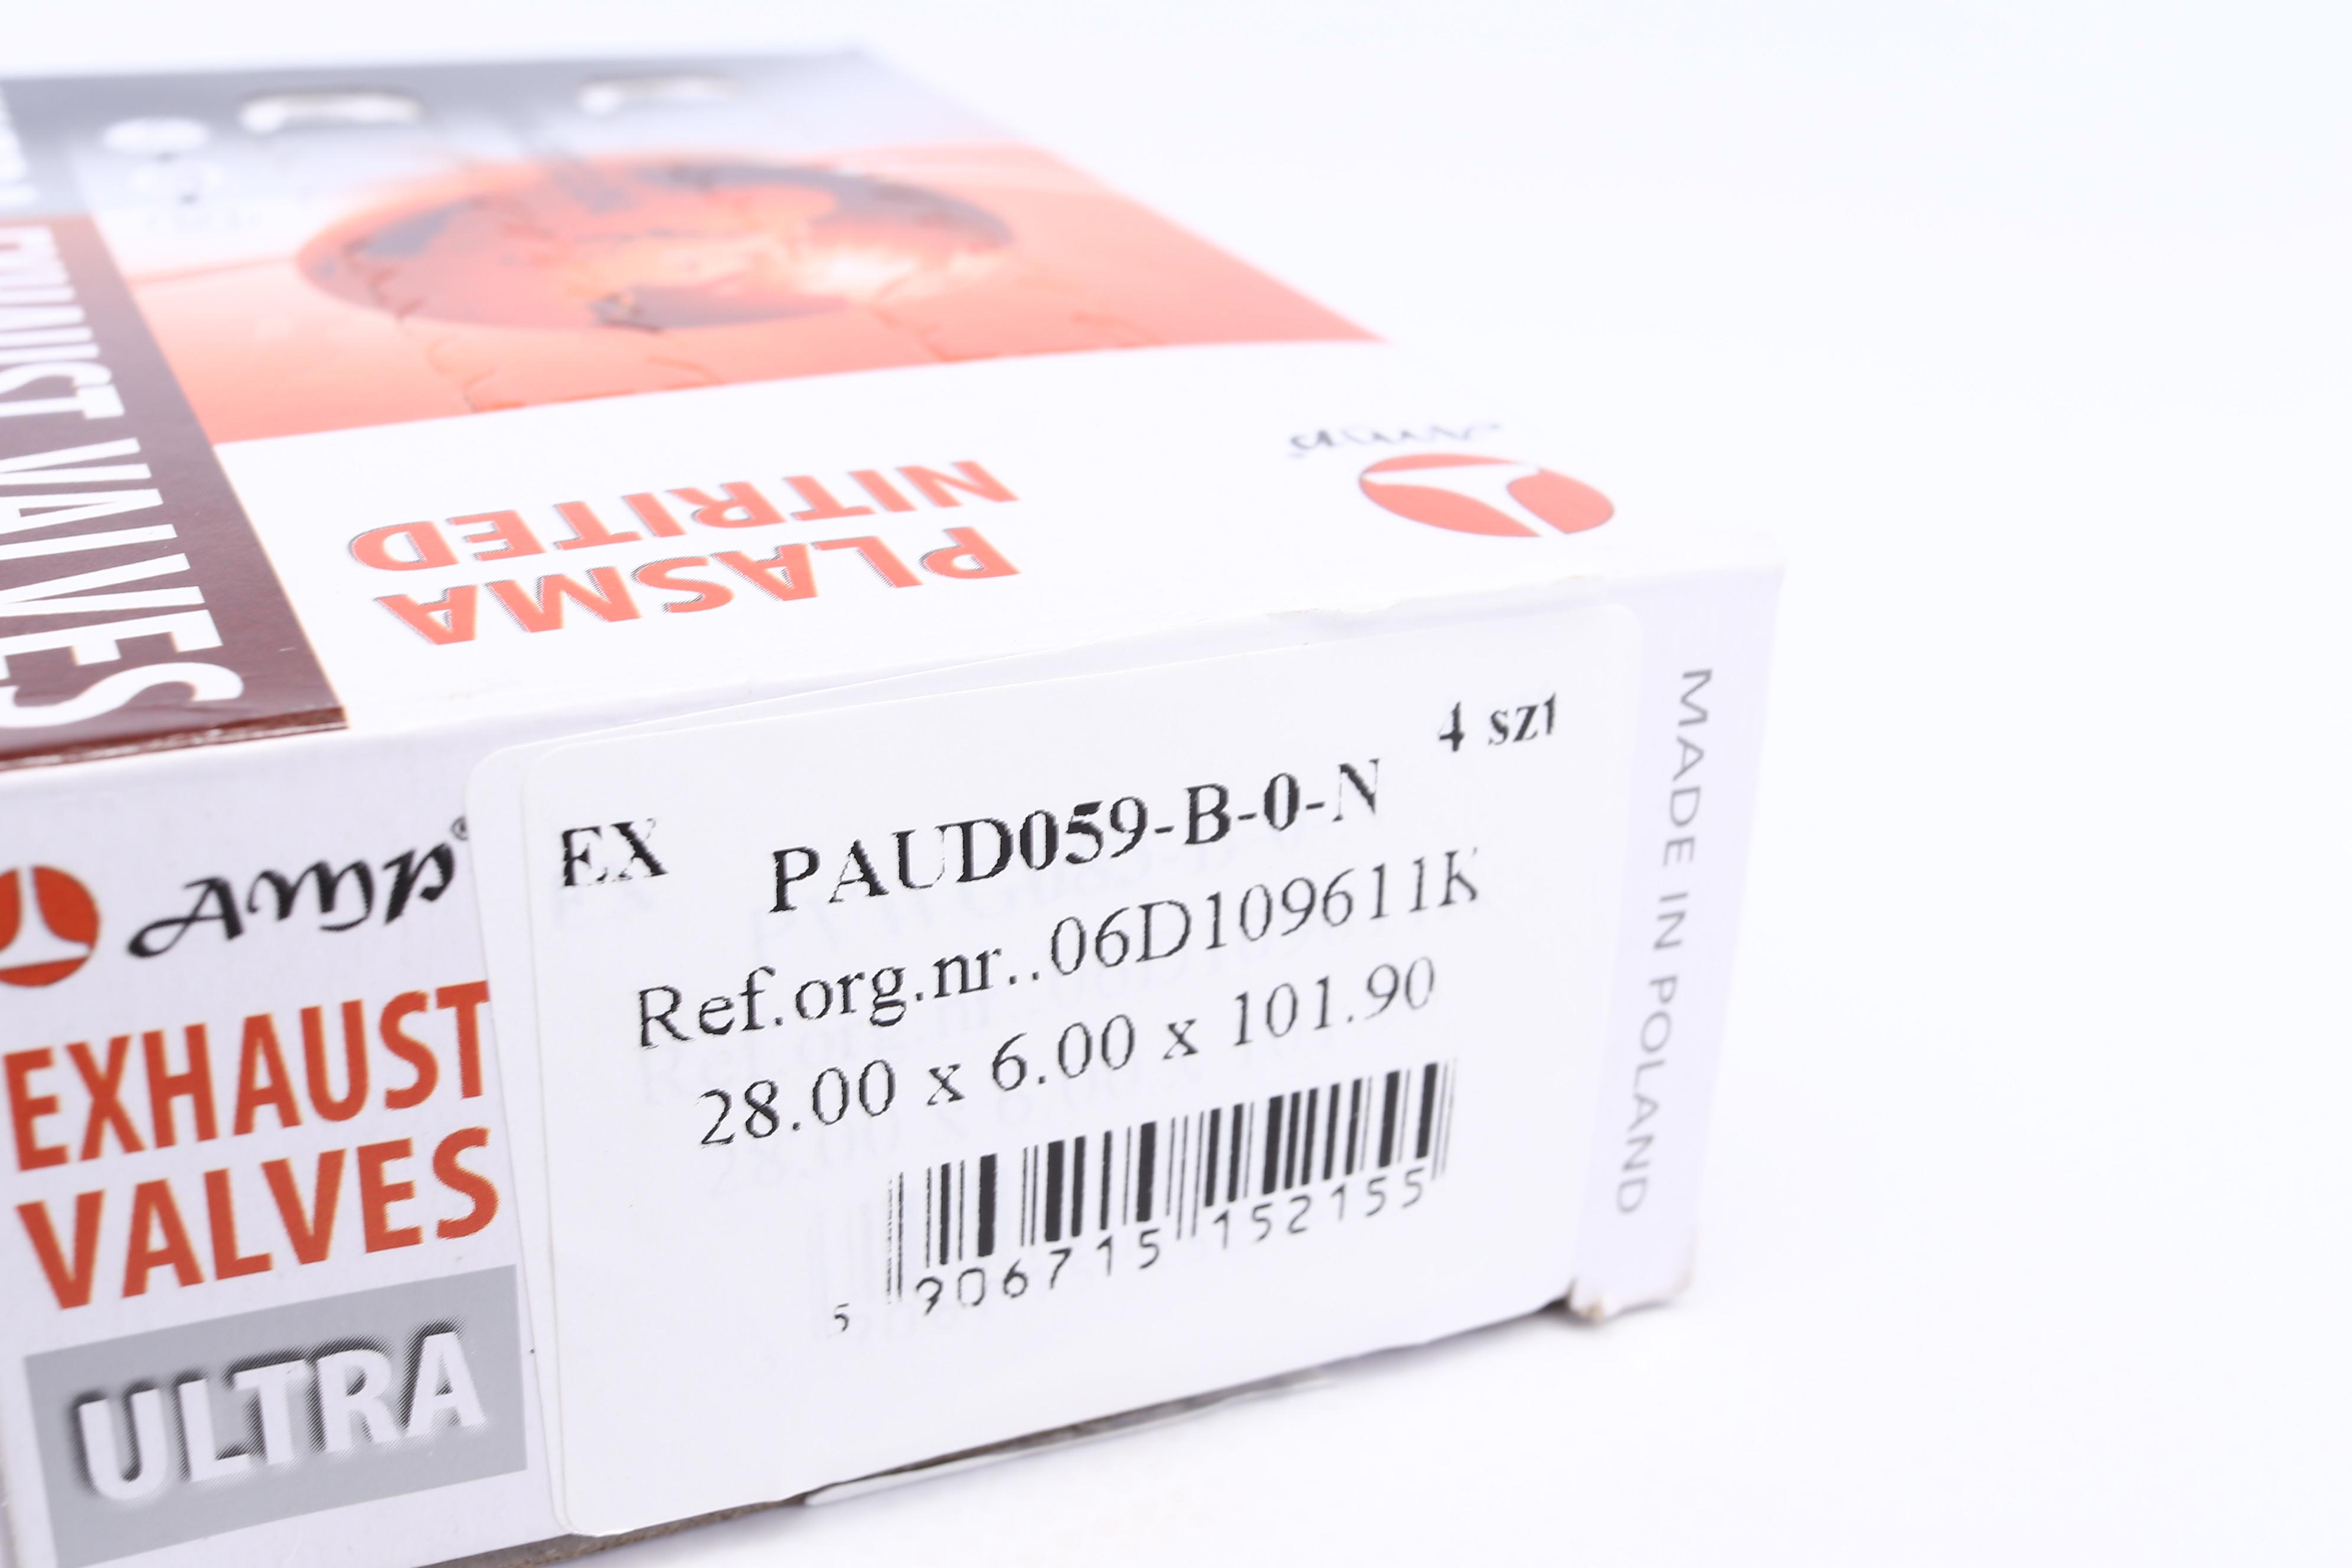 VALVES
PLASMA
NITRITED
Amp
Amp®
EXHAUST
VALVES
ULTRA
4 szt
EX PAUD059-B-0-N
Ref.org.nr..06D109611K
28.00 x 6.00 x 101.90
5 906715 152155
MADE IN POLAND